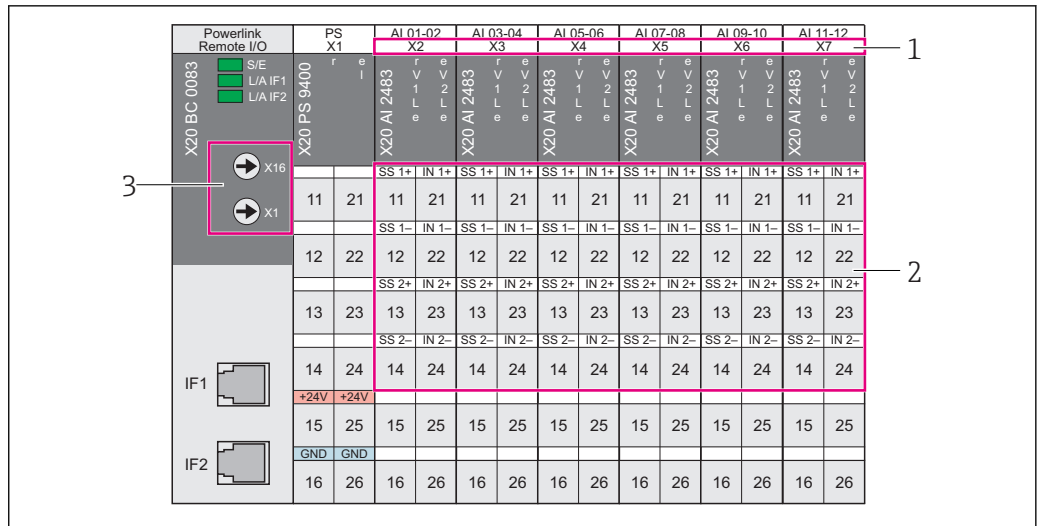 Powerlink PS AI 01-02 AI 03-04 AI 05-06 AI 07-08 AI 09-10 AI 11-12
Remote I/O X1 X2 X3 X4 X5 X6 X7 1
X20 BC 0083
S/E
L/A IF1
L/A IF2
X20 PS 9400
r e
l
X20 AI 2483
r e
V V
1 2
L L
e e
X20 AI 2483
r e
V V
1 2
L L
e e
X20 AI 2483
r e
V V
1 2
L L
e e
X20 AI 2483
r e
V V
1 2
L L
e e
X20 AI 2483
r e
V V
1 2
L L
e e
X20 AI 2483
r e
V V
1 2
L L
e e
3
X16
X1
SS 1+ IN 1+ SS 1+ IN 1+ SS 1+ IN 1+ SS 1+ IN 1+ SS 1+ IN 1+ SS 1+ IN 1+
11 21 11 21 11 21 11 21 11 21 11 21 11 21
SS 1– IN 1– SS 1– IN 1– SS 1– IN 1– SS 1– IN 1– SS 1– IN 1– SS 1– IN 1–
12 22 12 22 12 22 12 22 12 22 12 22 12 22
2
SS 2+ IN 2+ SS 2+ IN 2+ SS 2+ IN 2+ SS 2+ IN 2+ SS 2+ IN 2+ SS 2+ IN 2+
13 23 13 23 13 23 13 23 13 23 13 23 13 23
SS 2– IN 2– SS 2– IN 2– SS 2– IN 2– SS 2– IN 2– SS 2– IN 2– SS 2– IN 2–
IF1
14 24 14 24 14 24 14 24 14 24 14 24 14 24
+24V +24V
15 25 15 25 15 25 15 25 15 25 15 25 15 25
IF2
GND GND
16 26 16 26 16 26 16 26 16 26 16 26 16 26